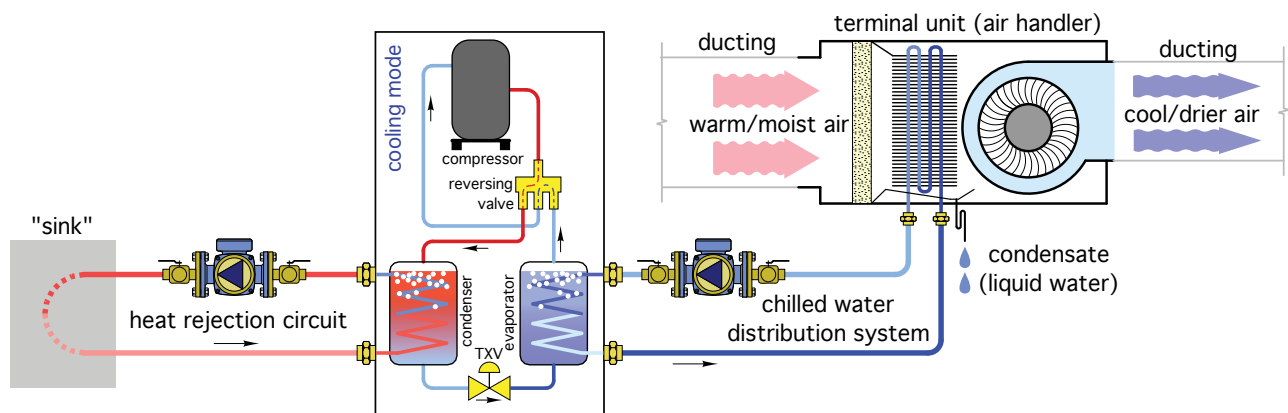 terminal unit (air handler)
ducting
ducting
warm/moist air
cool/drier air
cooling mode
compressor
reversing
valve
"sink"
heat rejection circuit
condenser
evaporator
TXV
condensate
(liquid water)
chilled water
distribution system